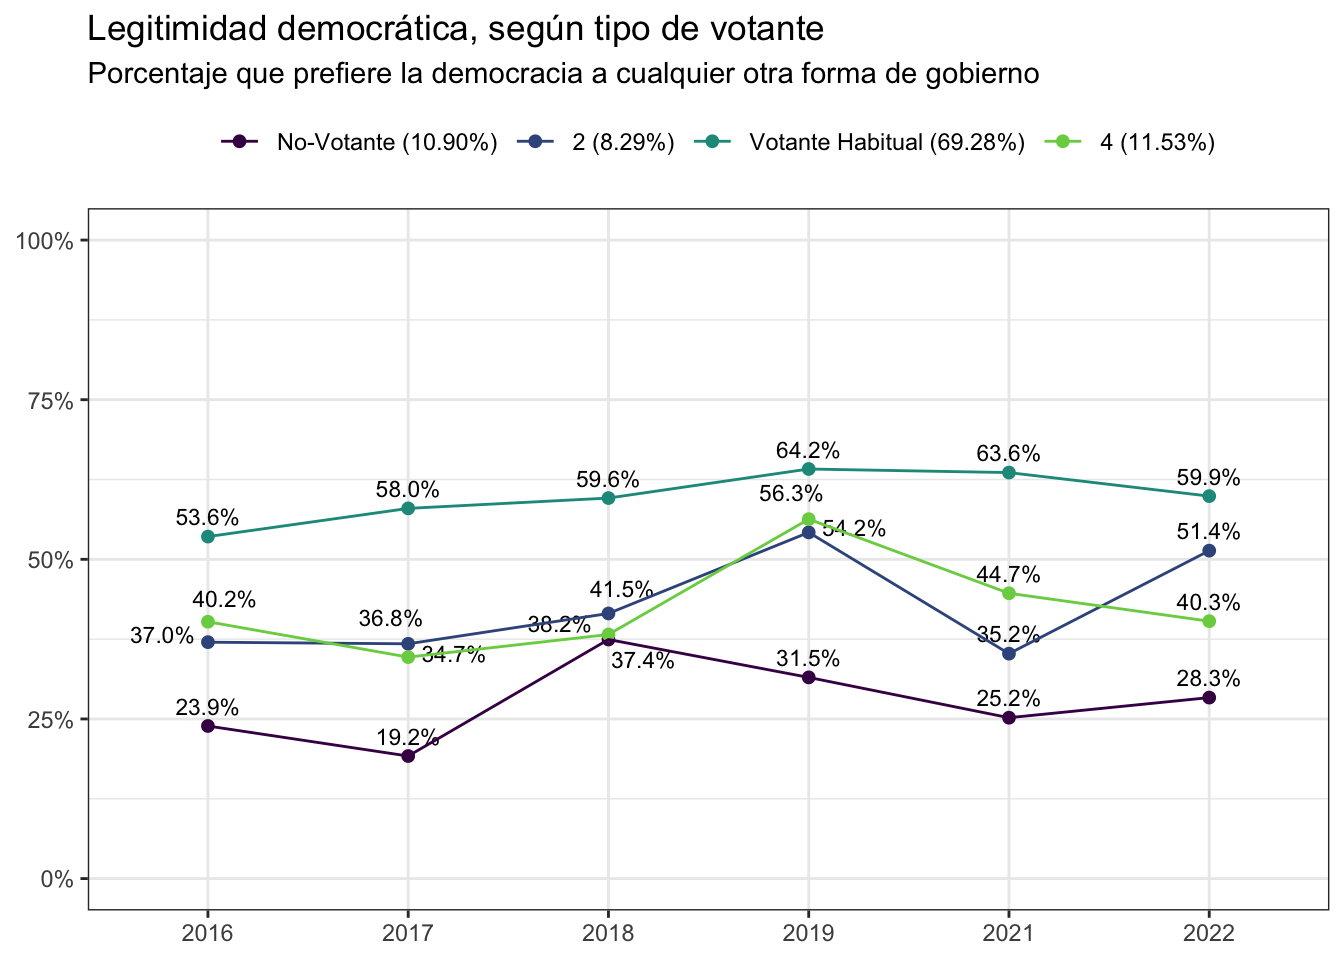 Legitimidad democrática, según tipo de votante
Porcentaje que prefiere la democracia a cualquier otra forma de gobierno
No-Votante (10.90%) 2 (8.29%) Votante Habitual (69.28%) 4 (11.53%)
100%
75%
50%
25%
0%
53.6% 58.0% 59.6% 64.2% 63.6% 59.9%
40.2% 34.7% 38.2% 56.3% 44.7% 40.3%
37.0% 36.8% 41.5% 54.2% 35.2% 51.4%
23.9% 19.2% 37.4% 31.5% 25.2% 28.3%
2016 2017 2018 2019 2021 2022